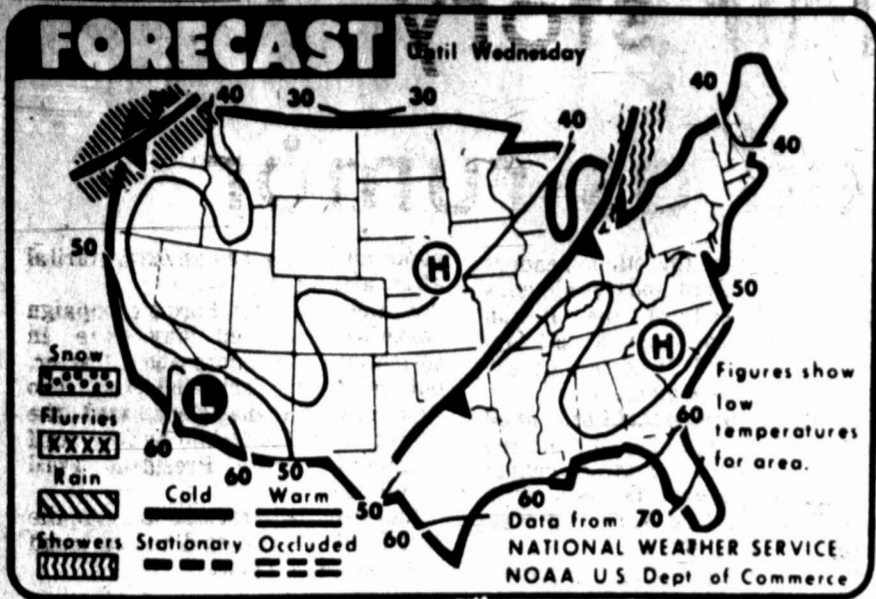 FORECAST Until Wednesday
40 30 30 40 40 40
50
50
H
H
L
Snow
Flurries
XXXX
Rain
Showers
Cold Warm
Stationary Occluded
60 60 50 50 60 60 70 60
Figures show
low
temperatures
for area.
Data from
NATIONAL WEATHER SERVICE,
NOAA U.S. Dept of Commerce